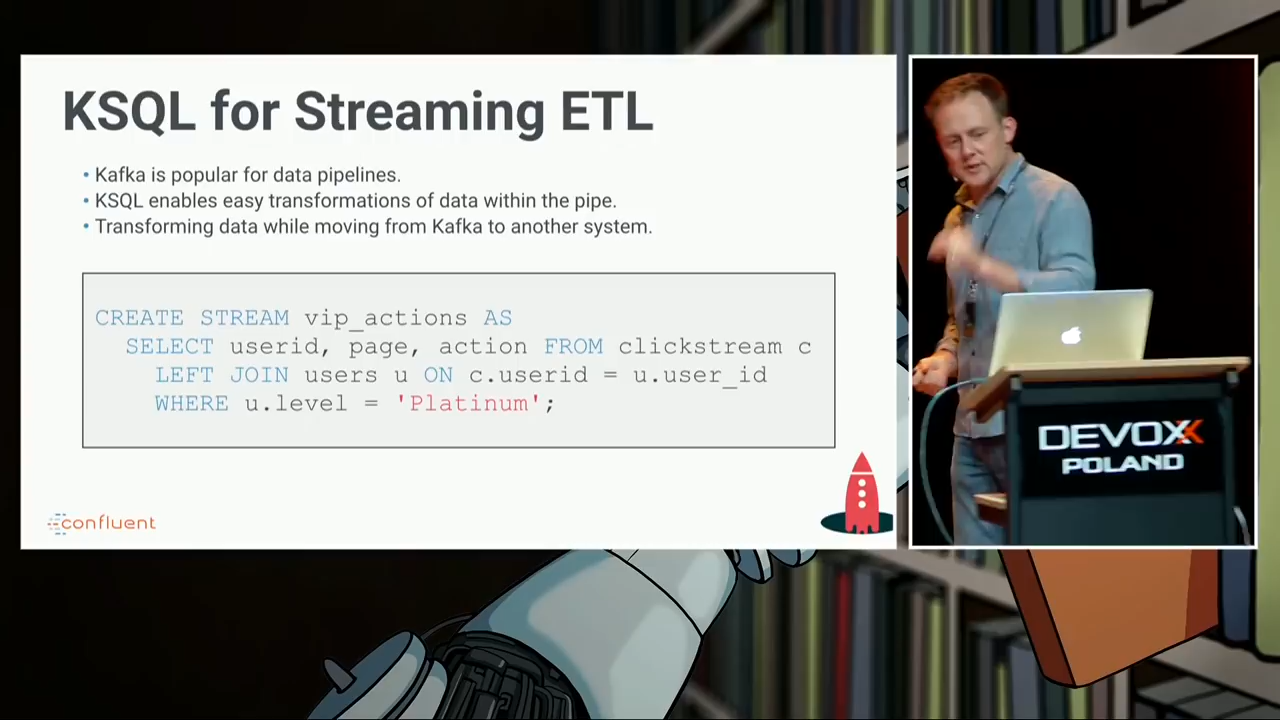 KSQL for Streaming ETL
• Kafka is popular for data pipelines.
• KSQL enables easy transformations of data within the pipe.
• Transforming data while moving from Kafka to another system.
CREATE STREAM vip_actions AS
SELECT userid, page, action FROM clickstream c
LEFT JOIN users u ON c.userid = u.user_id
WHERE u.level = 'Platinum';
confluent
DEVOXX
POLAND